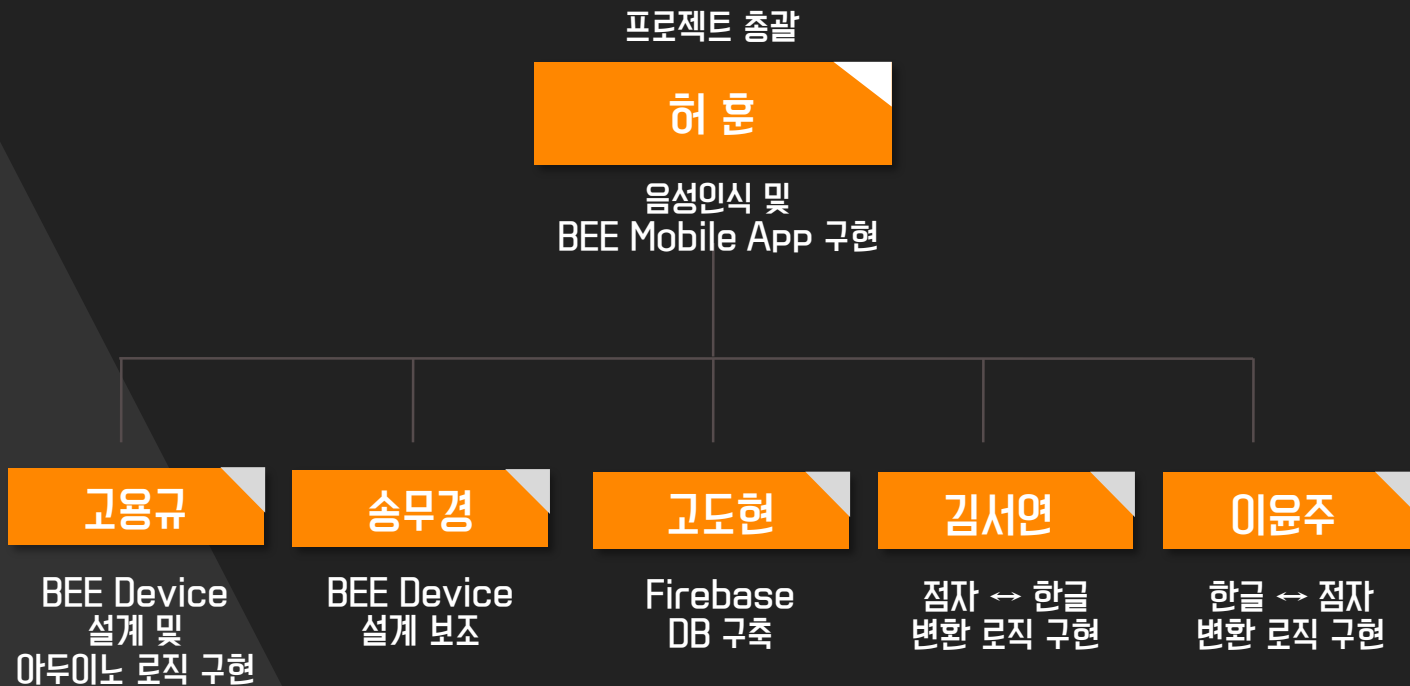 프로젝트 총괄
허 훈
음성인식 및
BEE Mobile App 구현
고용규
BEE Device
설계 및
아두이노 로직 구현
송무경
BEE Device
설계 보조
고도현
Firebase
DB 구축
김서연
점자 ↔ 한글
변환 로직 구현
이윤주
한글 ↔ 점자
변환 로직 구현